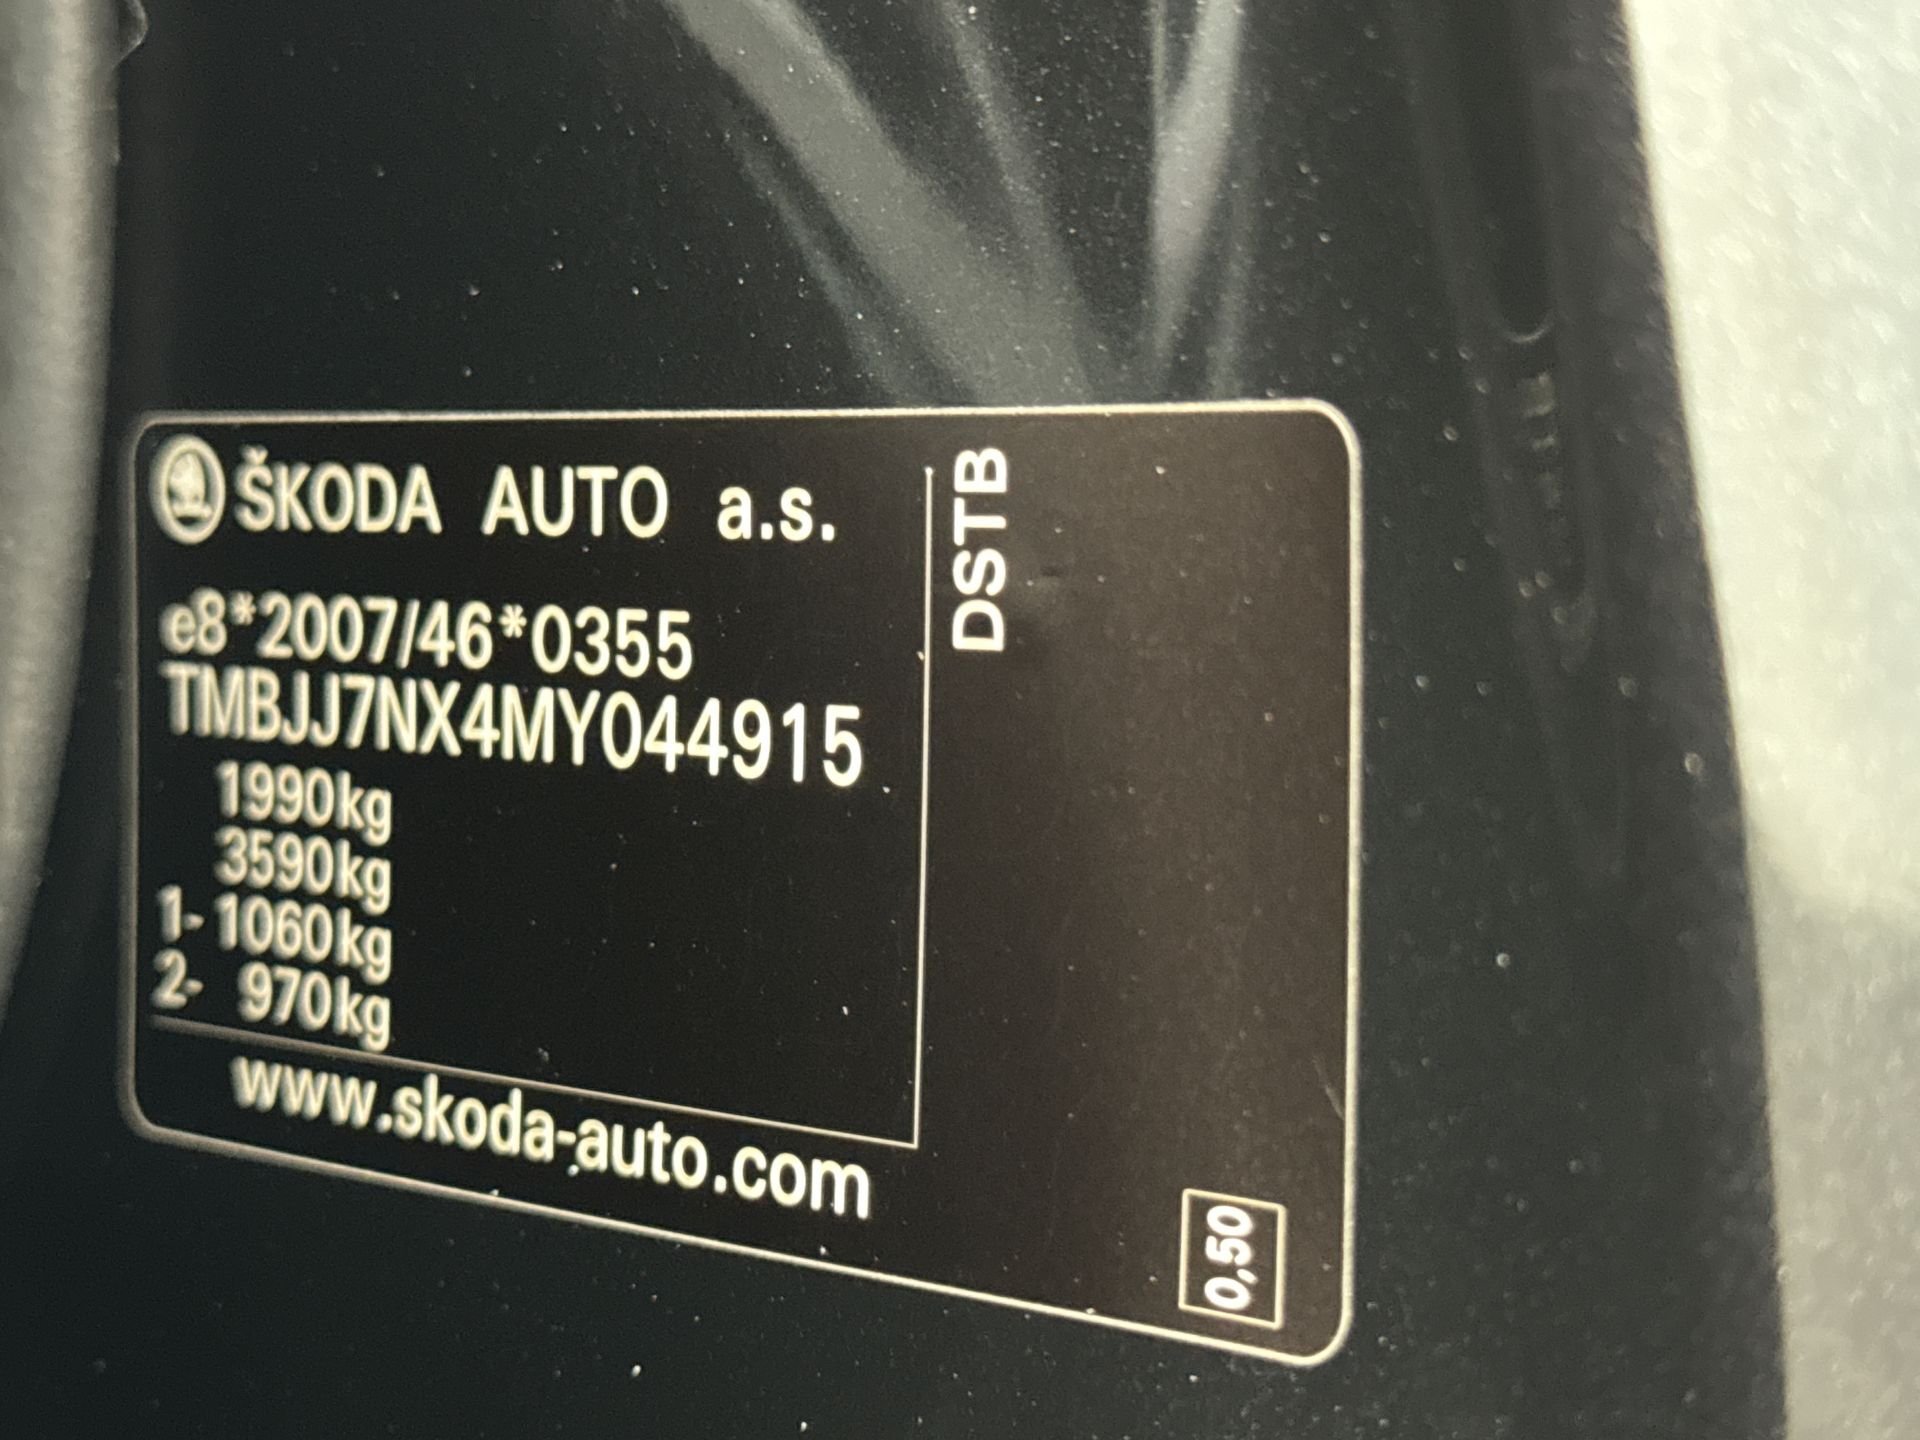 ŠKODA AUTO a.s.
e8*2007/46*0355
TMBJJ7NX4MY044915
1990kg
3590kg
1- 1060kg
2- 970kg
www.skoda-auto.com
DSTB
0,50